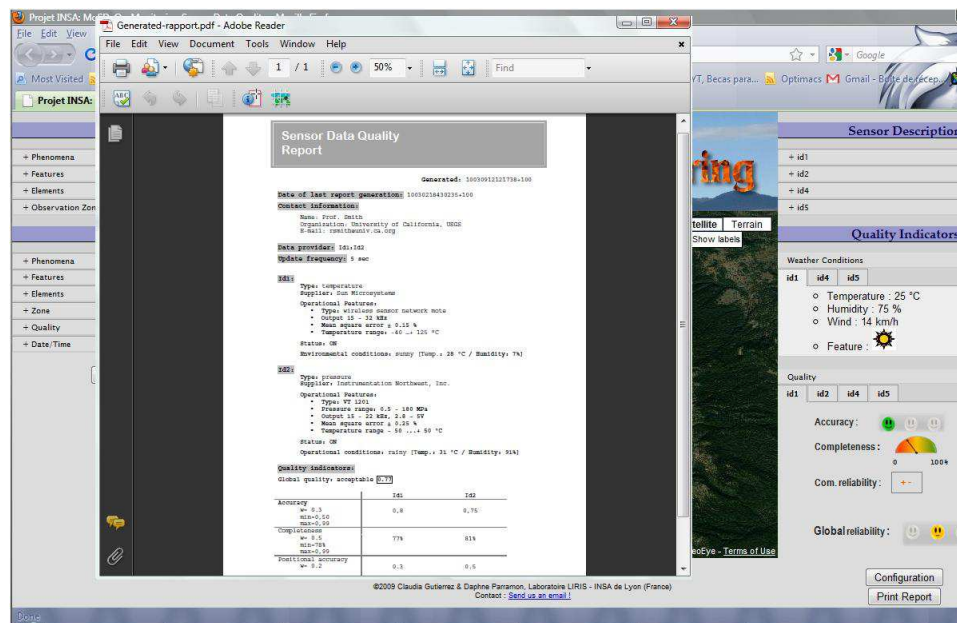 Projet INSA: Mo
Generated-rapport.pdf - Adobe Reader
File Edit View
File Edit View Document Tools Window Help
1 / 1 50% Find
Google
Most Visited
YT, Becas para... Optimacs Gmail - Boîte de récep...
Projet INSA:
Sensor Data Quality
Report
Generated: 10030912121738+100
Date of last report generation: 10030218430235+100
Contact information:
Name: Prof. Smith
Organization: University of California, UEGS
E-mail: rsmith@univ.ca.org
Data provider: Id1;Id2
Update frequency: 5 sec
Id1:
Type: temperature
Supplier: Sun Microsystems
Operational Features:
• Type: wireless sensor network mote
• Output 15 - 32 kHz
• Mean square error ± 0.15 %
• Temperature range: -40 ..+ 125 °C
Status: ON
Environmental conditions: sunny [Temp.: 28 °C / Humidity: 7%]
Id2:
Type: pressure
Supplier: Instrumentation Northwest, Inc.
Operational Features:
• Type: VT 1201
• Pressure range: 0.5 - 180 MPa
• Output 15 - 22 kHz, 2.8 - 5V
• Mean square error ± 0.25 %
• Temperature range - 50 ...+ 50 °C
Status: ON
Operational conditions: rainy [Temp.: 31 °C / Humidity: 91%]
Quality indicators:
Global quality: acceptable 0.77
Id1 Id2
Accuracy
w= 0.3 0,8 0,75
min=0,50
max=0,99
Completeness
w= 0.5 77% 81%
min=78%
max=0,99
Positional accuracy
w= 0.2 0.3 0.5
+ Phenomena
+ Features
+ Elements
+ Observation Zon
+ Phenomena
+ Features
+ Elements
+ Zone
+ Quality
+ Date/Time
ring
tellite Terrain
Show labels
eoEye - Terms of Use
Sensor Description
+ id1
+ id2
+ id4
+ id5
Quality Indicators
Weather Conditions
id1 id4 id5
Temperature : 25 °C
Humidity : 75 %
Wind : 14 km/h
Feature :
Quality
id1 id2 id4 id5
Accuracy :
Completeness :
0 100%
Com. reliability : + -
Global reliability :
Configuration
Print Report
©2009 Claudia Gutierrez & Daphne Parramon, Laboratoire LIRIS - INSA de Lyon (France)
Contact : Send us an email !
Done